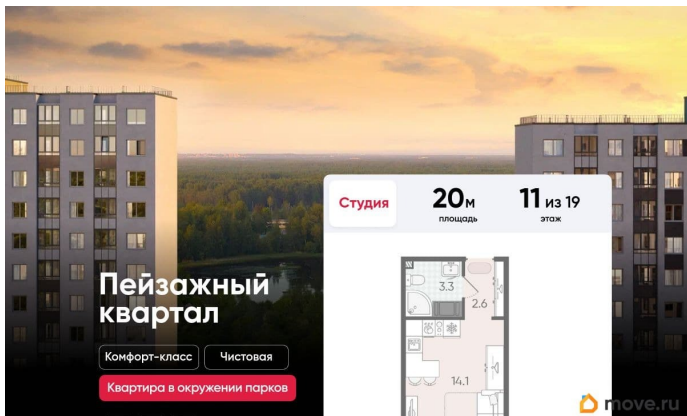 Студия
20м
площадь
11 из 19
этаж
Пейзажный
квартал
3.3
2.6
Комфорт-класс
Чистовая
Квартира в окружении парков
14.1
move.ru